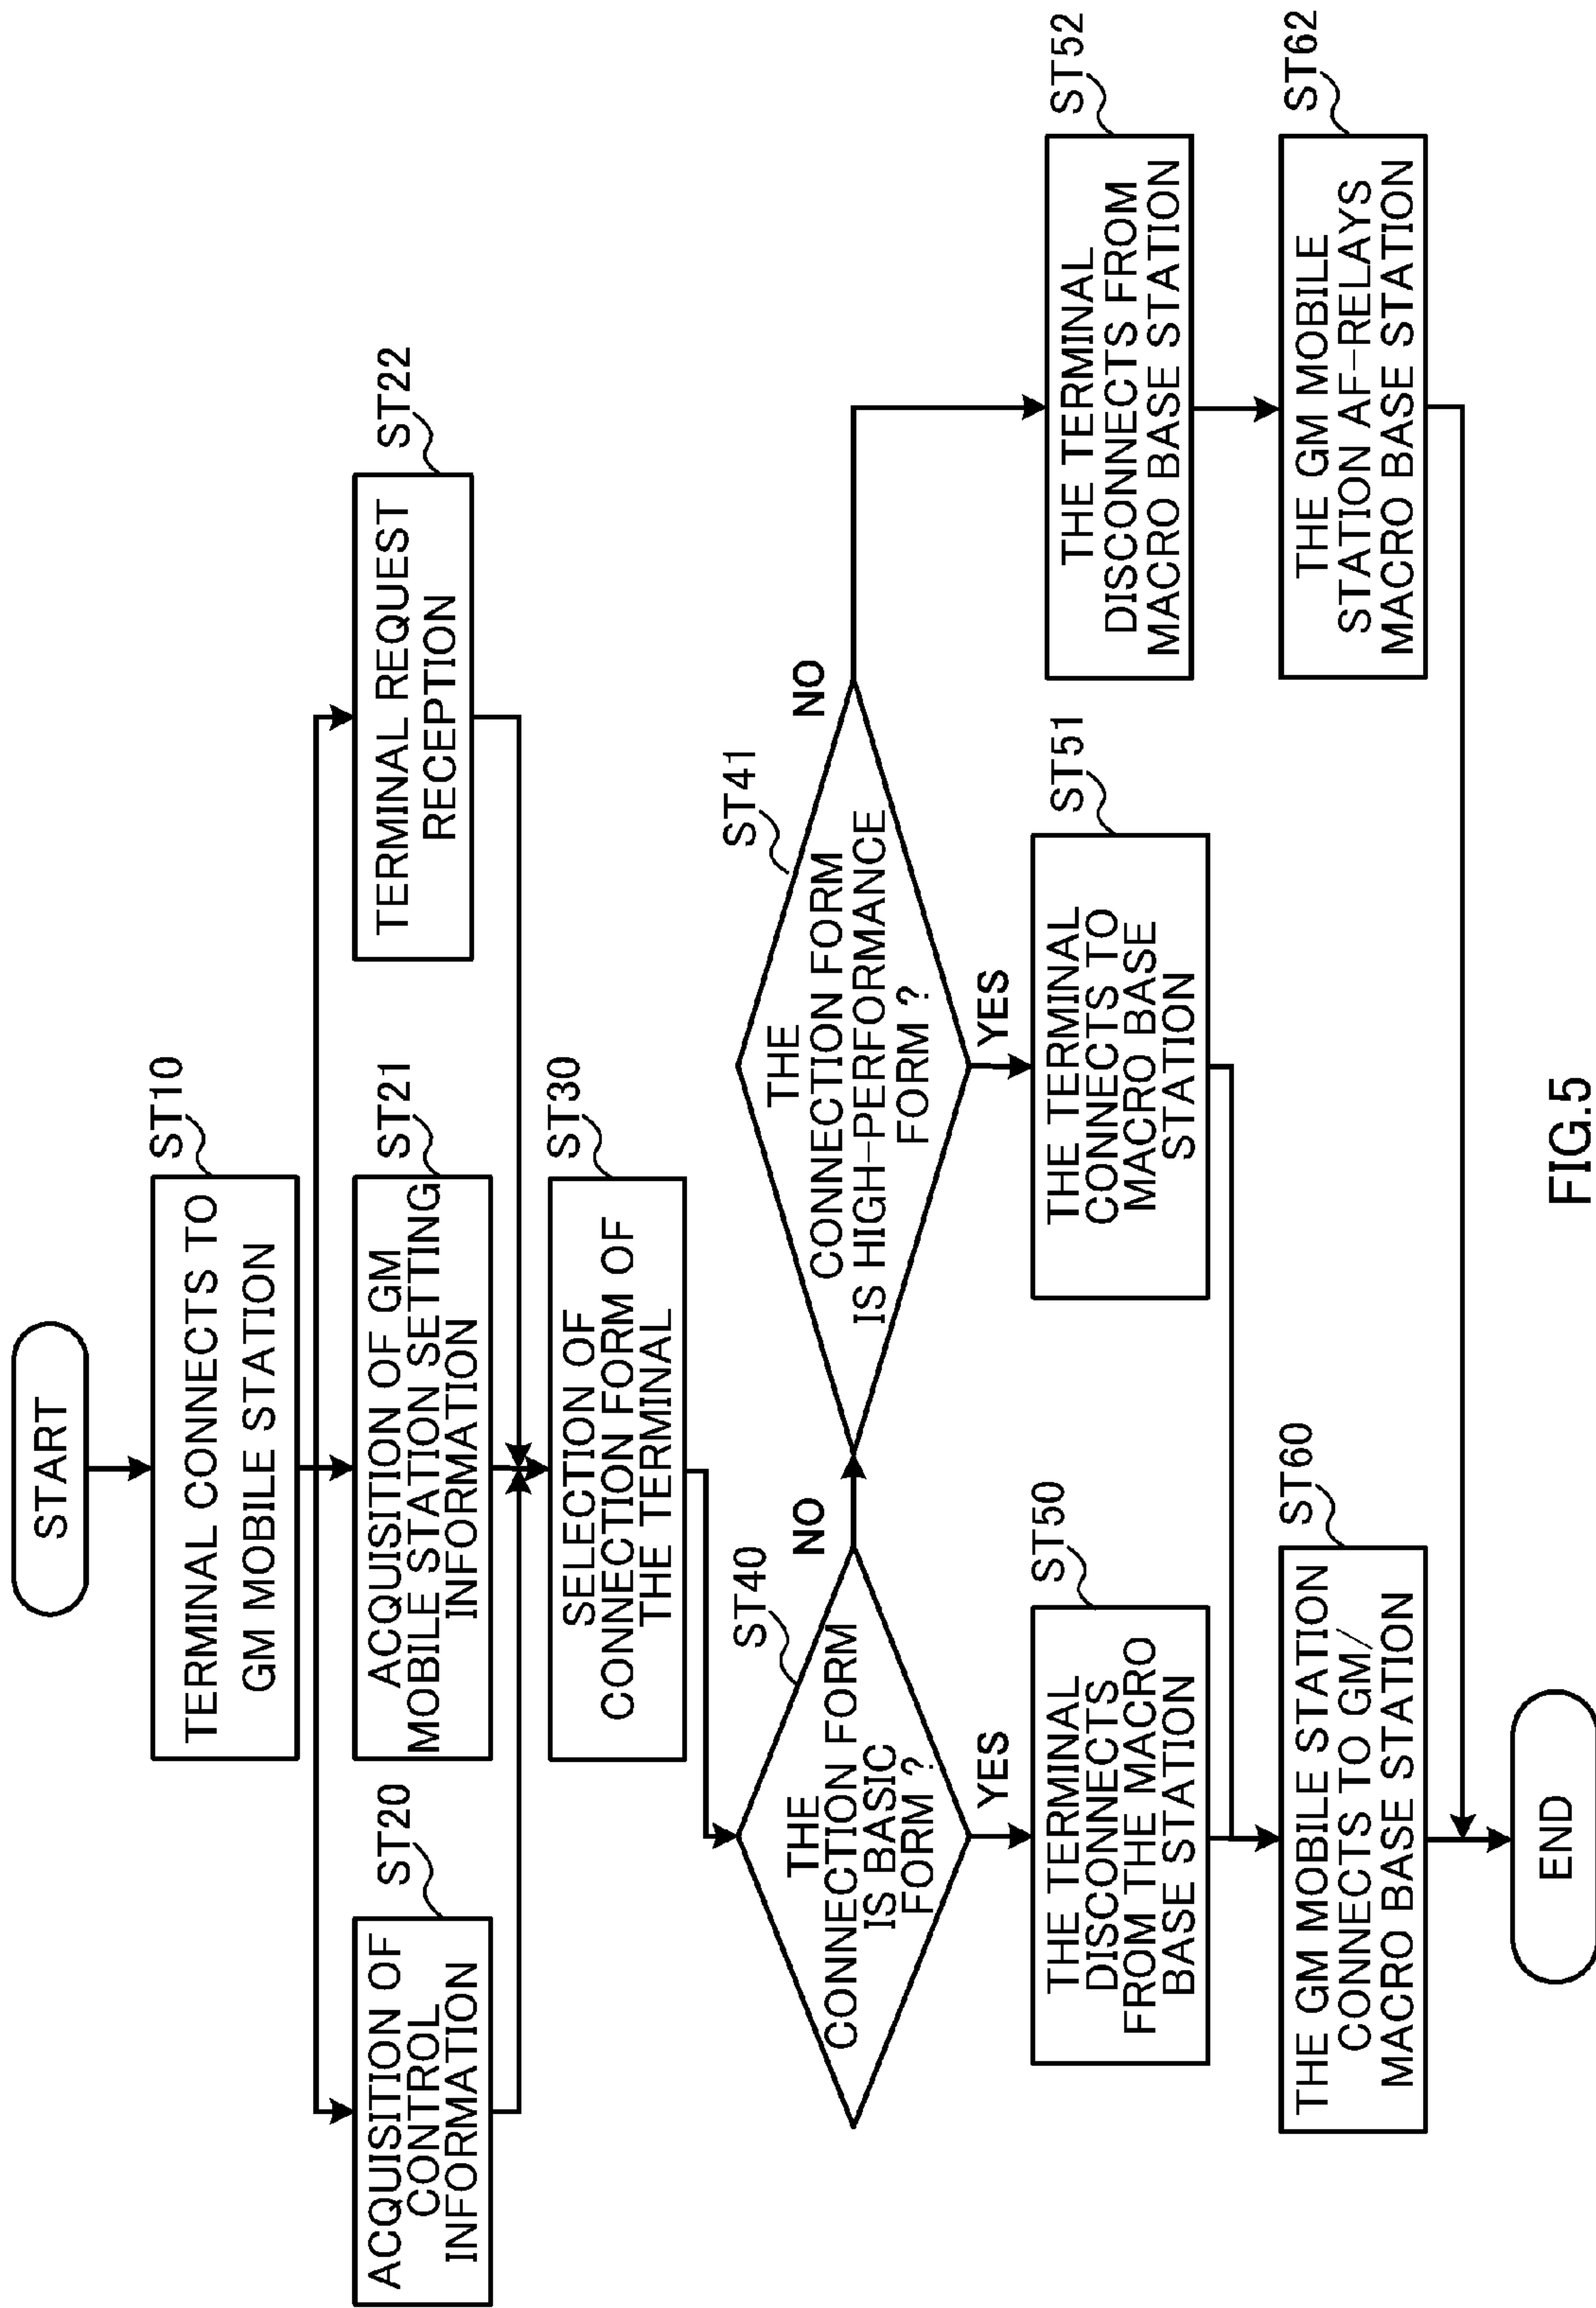 START
ST10
TERMINAL CONNECTS TO
GM MOBILE STATION
ST20
ACQUISITION OF
CONTROL
INFORMATION
ST21
ACQUISITION OF GM
MOBILE STATION SETTING
INFORMATION
ST22
TERMINAL REQUEST
RECEPTION
ST30
SELECTION OF
CONNECTION FORM OF
THE TERMINAL
ST40
THE
CONNECTION FORM
IS BASIC
FORM ?
NO
YES
ST41
THE
CONNECTION FORM
IS HIGH-PERFORMANCE
FORM ?
NO
YES
ST50
THE TERMINAL
DISCONNECTS
FROM THE MACRO
BASE STATION
ST51
THE TERMINAL
CONNECTS TO
MACRO BASE
STATION
ST52
THE TERMINAL
DISCONNECTS FROM
MACRO BASE STATION
ST60
THE GM MOBILE STATION
CONNECTS TO GM/
MACRO BASE STATION
ST62
THE GM MOBILE
STATION AF-RELAYS
MACRO BASE STATION
END
FIG.5